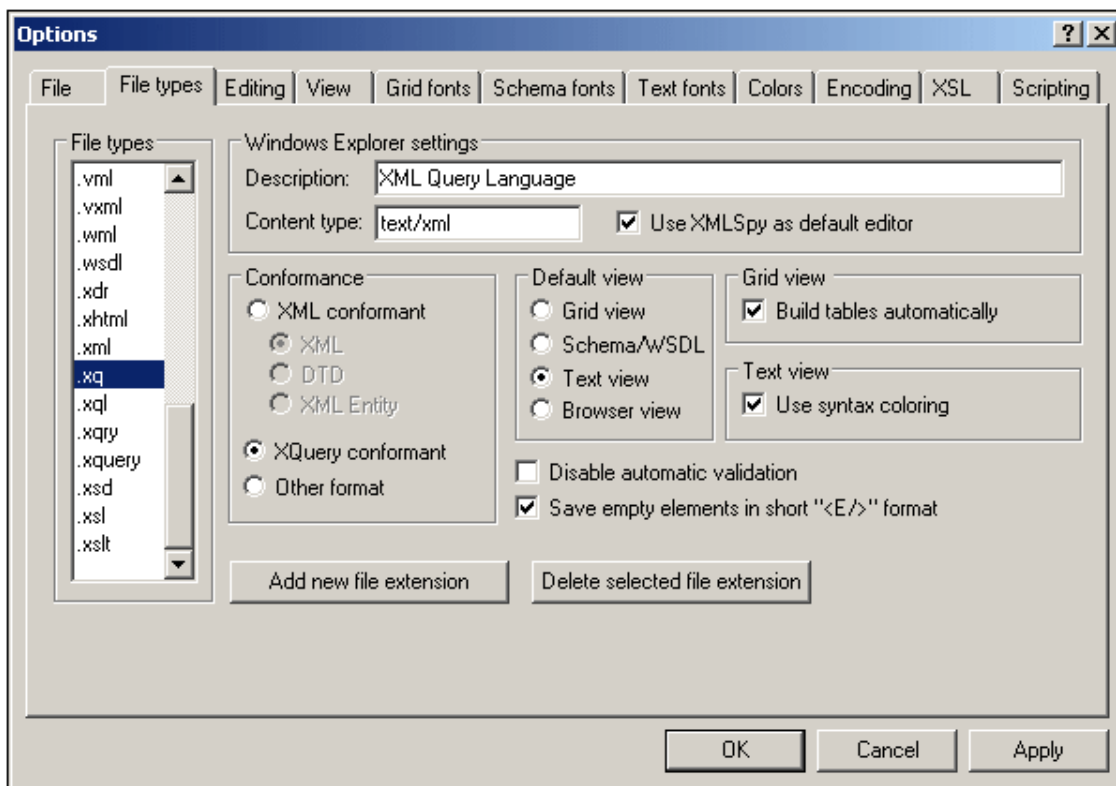 Options
File File types Editing View Grid fonts Schema fonts Text fonts Colors Encoding XSL Scripting
File types
.vml
.vxml
.wml
.wsdl
.xdr
.xhtml
.xml
.xq
.xql
.xqry
.xquery
.xsd
.xsl
.xslt
Windows Explorer settings
Description: XML Query Language
Content type: text/xml Use XMLSpy as default editor
Conformance
XML conformant
XML
DTD
XML Entity
XQuery conformant
Other format
Default view
Grid view
Schema/WSDL
Text view
Browser view
Grid view
Build tables automatically
Text view
Use syntax coloring
Disable automatic validation
Save empty elements in short "<E/>" format
Add new file extension Delete selected file extension
OK Cancel Apply